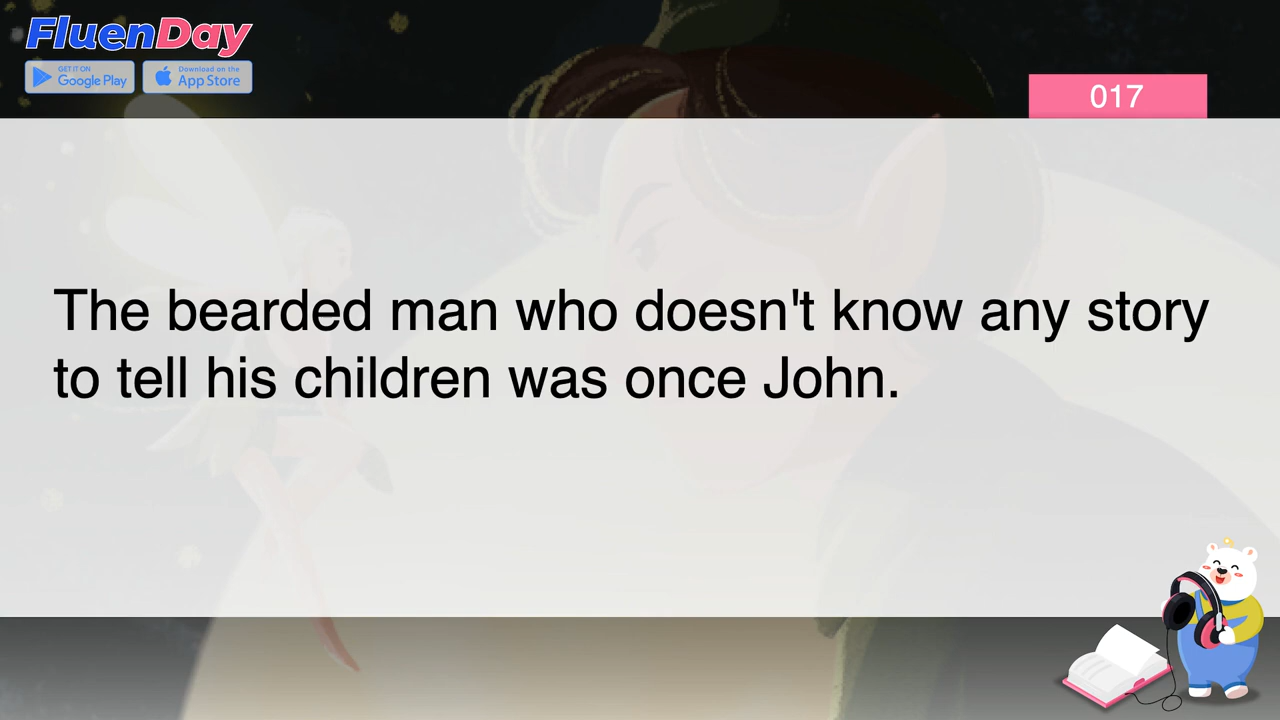 FluenDay
GET IT ON
Google Play
Download on the
App Store
017
The bearded man who doesn't know any story
to tell his children was once John.